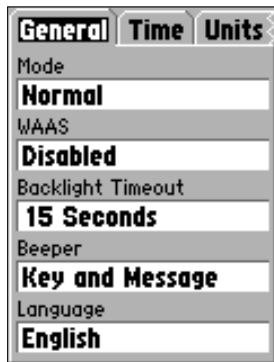 General Time Units
Mode
Normal
WAAS
Disabled
Backlight Timeout
15 Seconds
Beeper
Key and Message
Language
English